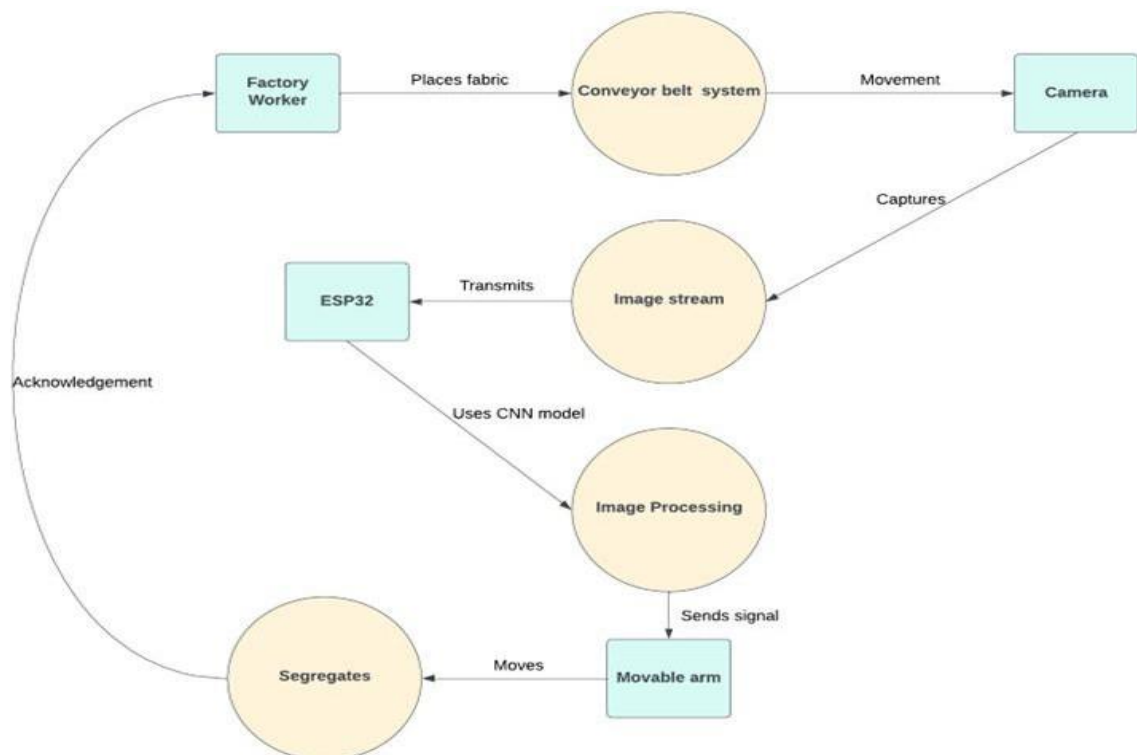 Factory
Worker
Places fabric
Conveyor belt system
Movement
Camera
Captures
Image stream
Transmits
ESP32
Acknowledgement
Uses CNN model
Image Processing
Sends signal
Movable arm
Moves
Segregates